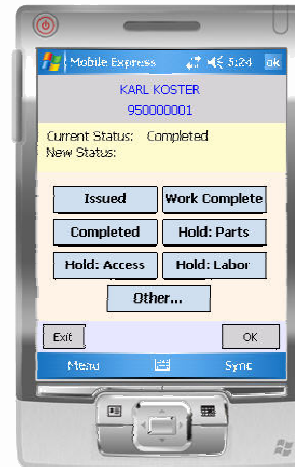 Mobile Express 5:24 ok
KARL KOSTER
950000001
Current Status: Completed
New Status:
Issued Work Complete
Completed Hold: Parts
Hold: Access Hold: Labor
Other...
Exit OK
Menu Sync